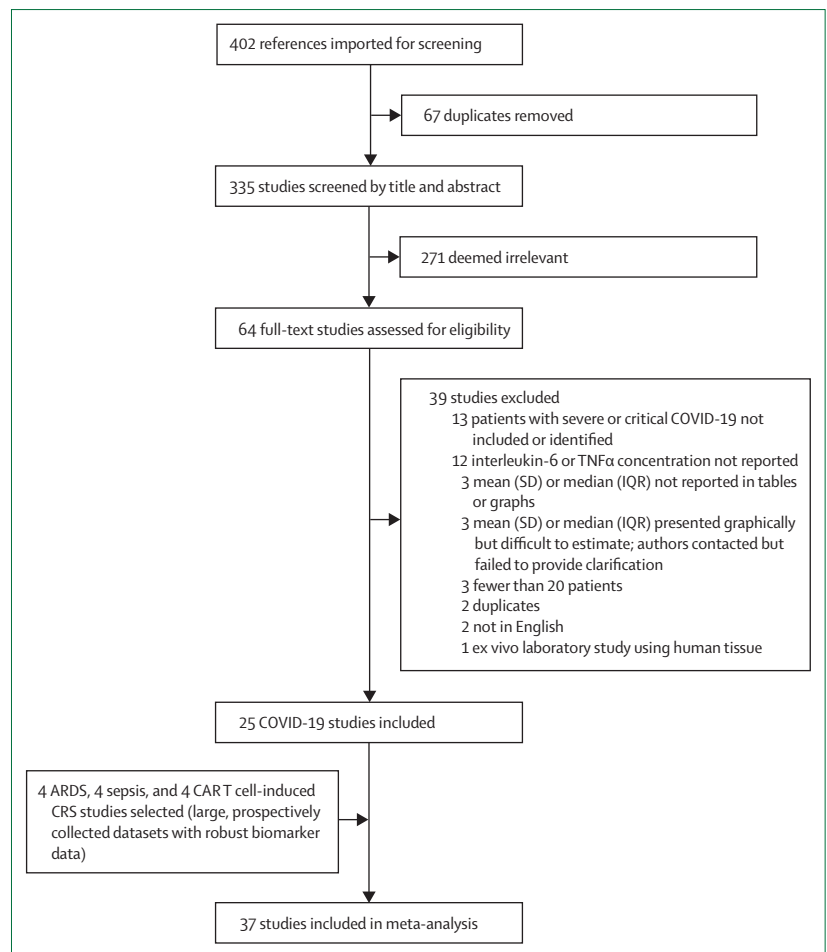 402 references imported for screening
67 duplicates removed
335 studies screened by title and abstract
271 deemed irrelevant
64 full-text studies assessed for eligibility
39 studies excluded
13 patients with severe or critical COVID-19 not
included or identified
12 interleukin-6 or TNFα concentration not reported
3 mean (SD) or median (IQR) not reported in tables
or graphs
3 mean (SD) or median (IQR) presented graphically
but difficult to estimate; authors contacted but
failed to provide clarification
3 fewer than 20 patients
2 duplicates
2 not in English
1 ex vivo laboratory study using human tissue
25 COVID-19 studies included
4 ARDS, 4 sepsis, and 4 CAR T cell-induced
CRS studies selected (large, prospectively
collected datasets with robust biomarker
data)
37 studies included in meta-analysis